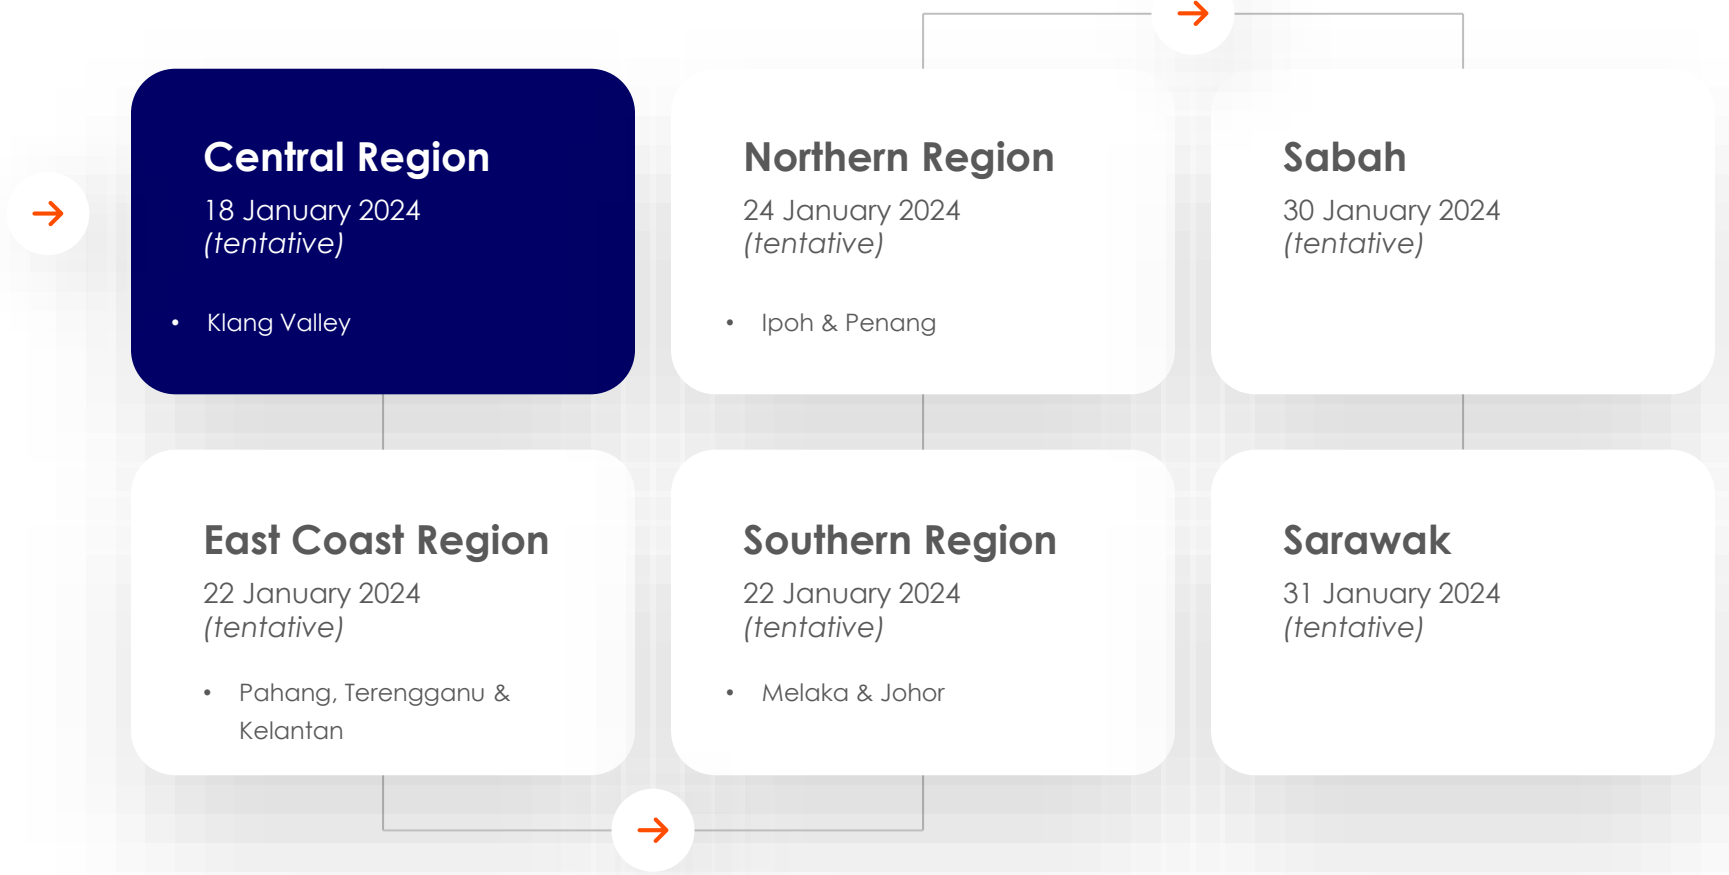 Central Region
18 January 2024
(tentative)
• Klang Valley
Northern Region
24 January 2024
(tentative)
• Ipoh & Penang
Sabah
30 January 2024
(tentative)
East Coast Region
22 January 2024
(tentative)
• Pahang, Terengganu &
Kelantan
Southern Region
22 January 2024
(tentative)
• Melaka & Johor
Sarawak
31 January 2024
(tentative)